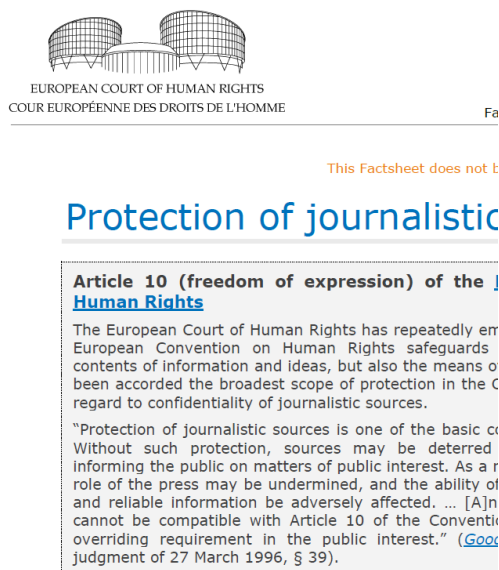 EUROPEAN COURT OF HUMAN RIGHTS
COUR EUROPÉENNE DES DROITS DE L'HOMME
This Factsheet does not
Protection of
Article 10 (freedom of expression) of the
Human Rights
The European Court of Human Rights has repeatedly
European Convention on Human Rights safeguards
contents of information and ideas, but also the means
been accorded the broadest scope of protection in the
regard to confidentiality of journalistic sources.
“Protection of journalistic sources is one of the basic
Without such protection, sources may be deterred
informing the public on matters of public interest. As a
role of the press may be undermined, and the ability of
and reliable information be adversely affected. …
cannot be compatible with Article 10 of the
overriding requirement in the public interest.” (
judgment of 27 March 1996, § 39).